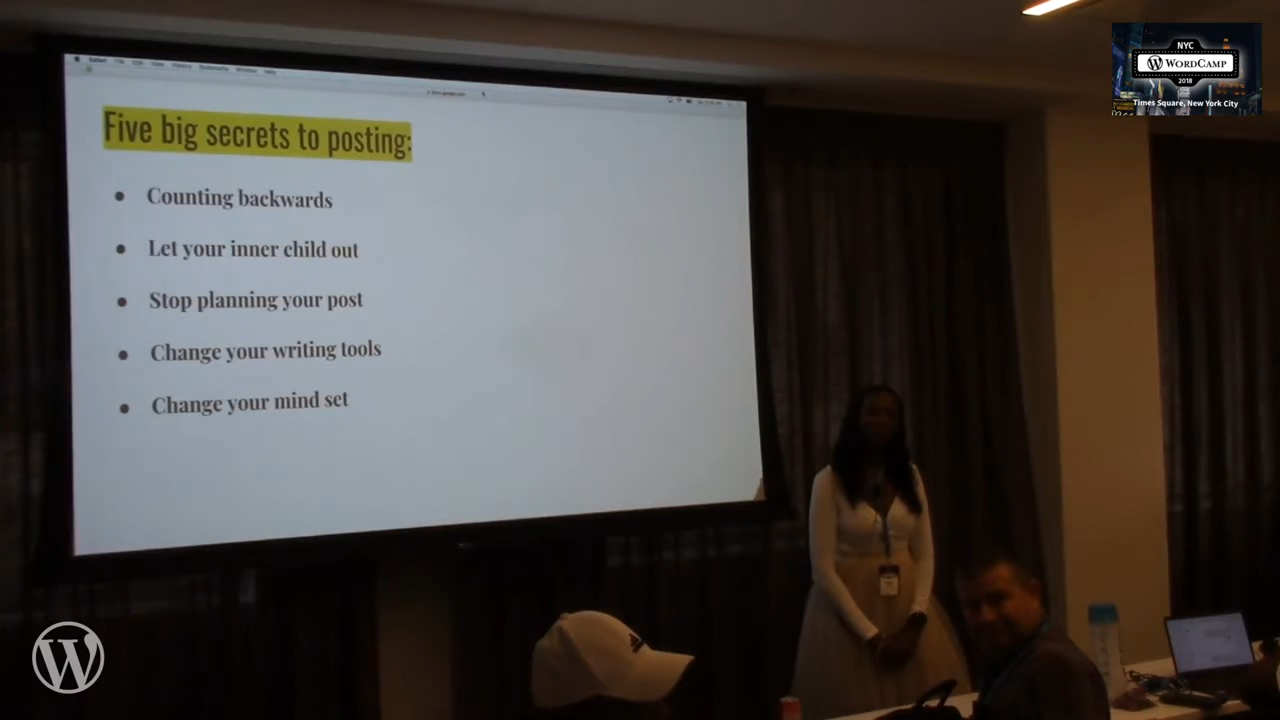 Five big secrets to posting:
Counting backwards
Let your inner child out
Stop planning your post
Change your writing tools
Change your mind set
NYC
WORDCAMP
2018
Times Square, New York City